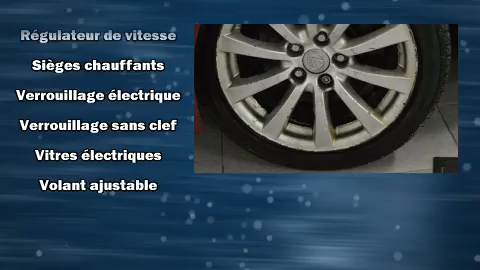 Régulateur de vitesse
Sièges chauffants
Verrouillage électrique
Verrouillage sans clef
Vitres électriques
Volant ajustable